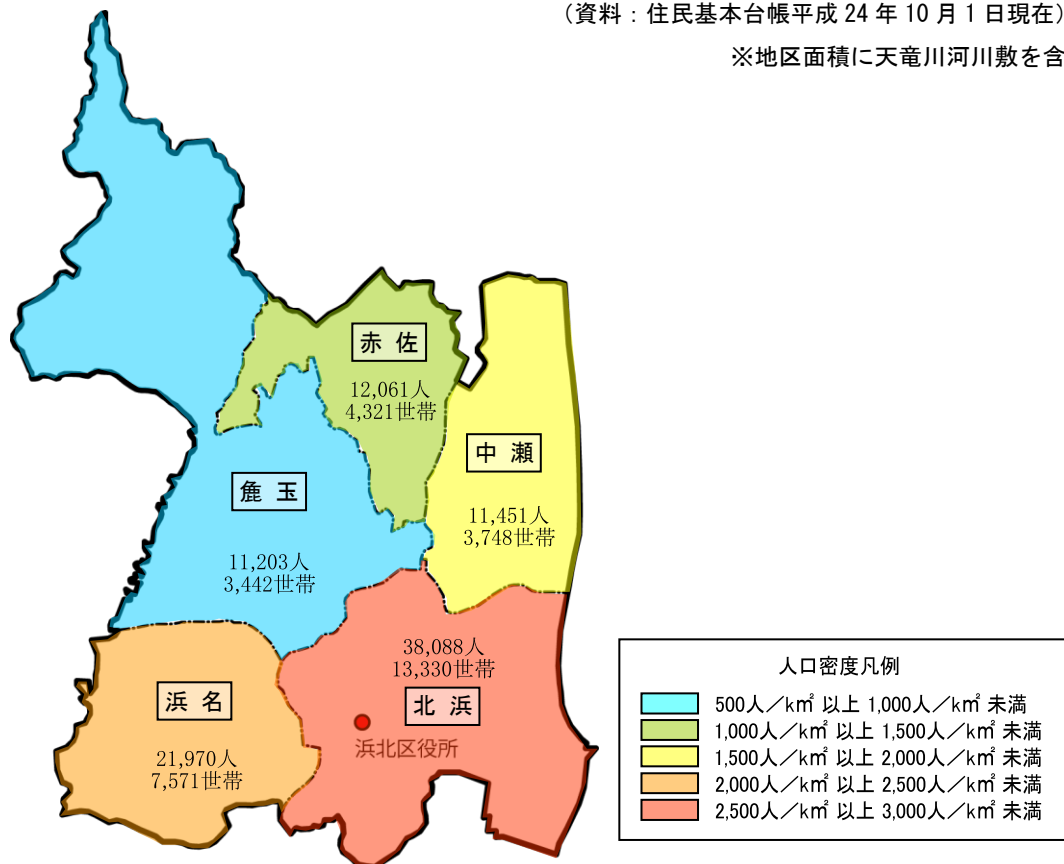 (資料：住民基本台帳平成24年10月1日現在)
※地区面積に天竜川河川敷を含
赤佐
12,061人
4,321世帯
中瀬
11,451人
3,748世帯
麁玉
11,203人
3,442世帯
38,088人
13,330世帯
北浜
浜北区役所
浜名
21,970人
7,571世帯
人口密度凡例
500人／k㎡ 以上 1,000人／k㎡ 未満
1,000人／k㎡ 以上 1,500人／k㎡ 未満
1,500人／k㎡ 以上 2,000人／k㎡ 未満
2,000人／k㎡ 以上 2,500人／k㎡ 未満
2,500人／k㎡ 以上 3,000人／k㎡ 未満